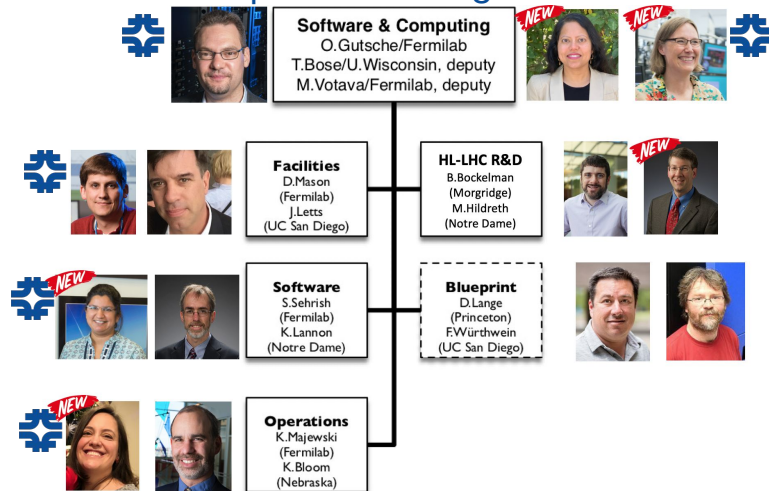 Software & Computing
O.Gutsche/Fermilab
T.Bose/U.Wisconsin, deputy
M.Votava/Fermilab, deputy
NEW
NEW
Facilities
D.Mason
(Fermilab)
J.Letts
(UC San Diego)
HL-LHC R&D
B.Bockelman
(Morgridge)
M.Hildreth
(Notre Dame)
NEW
NEW
Software
S.Sehrish
(Fermilab)
K.Lannon
(Notre Dame)
Blueprint
D.Lange
(Princeton)
F.Würthwein
(UC San Diego)
NEW
Operations
K.Majewski
(Fermilab)
K.Bloom
(Nebraska)